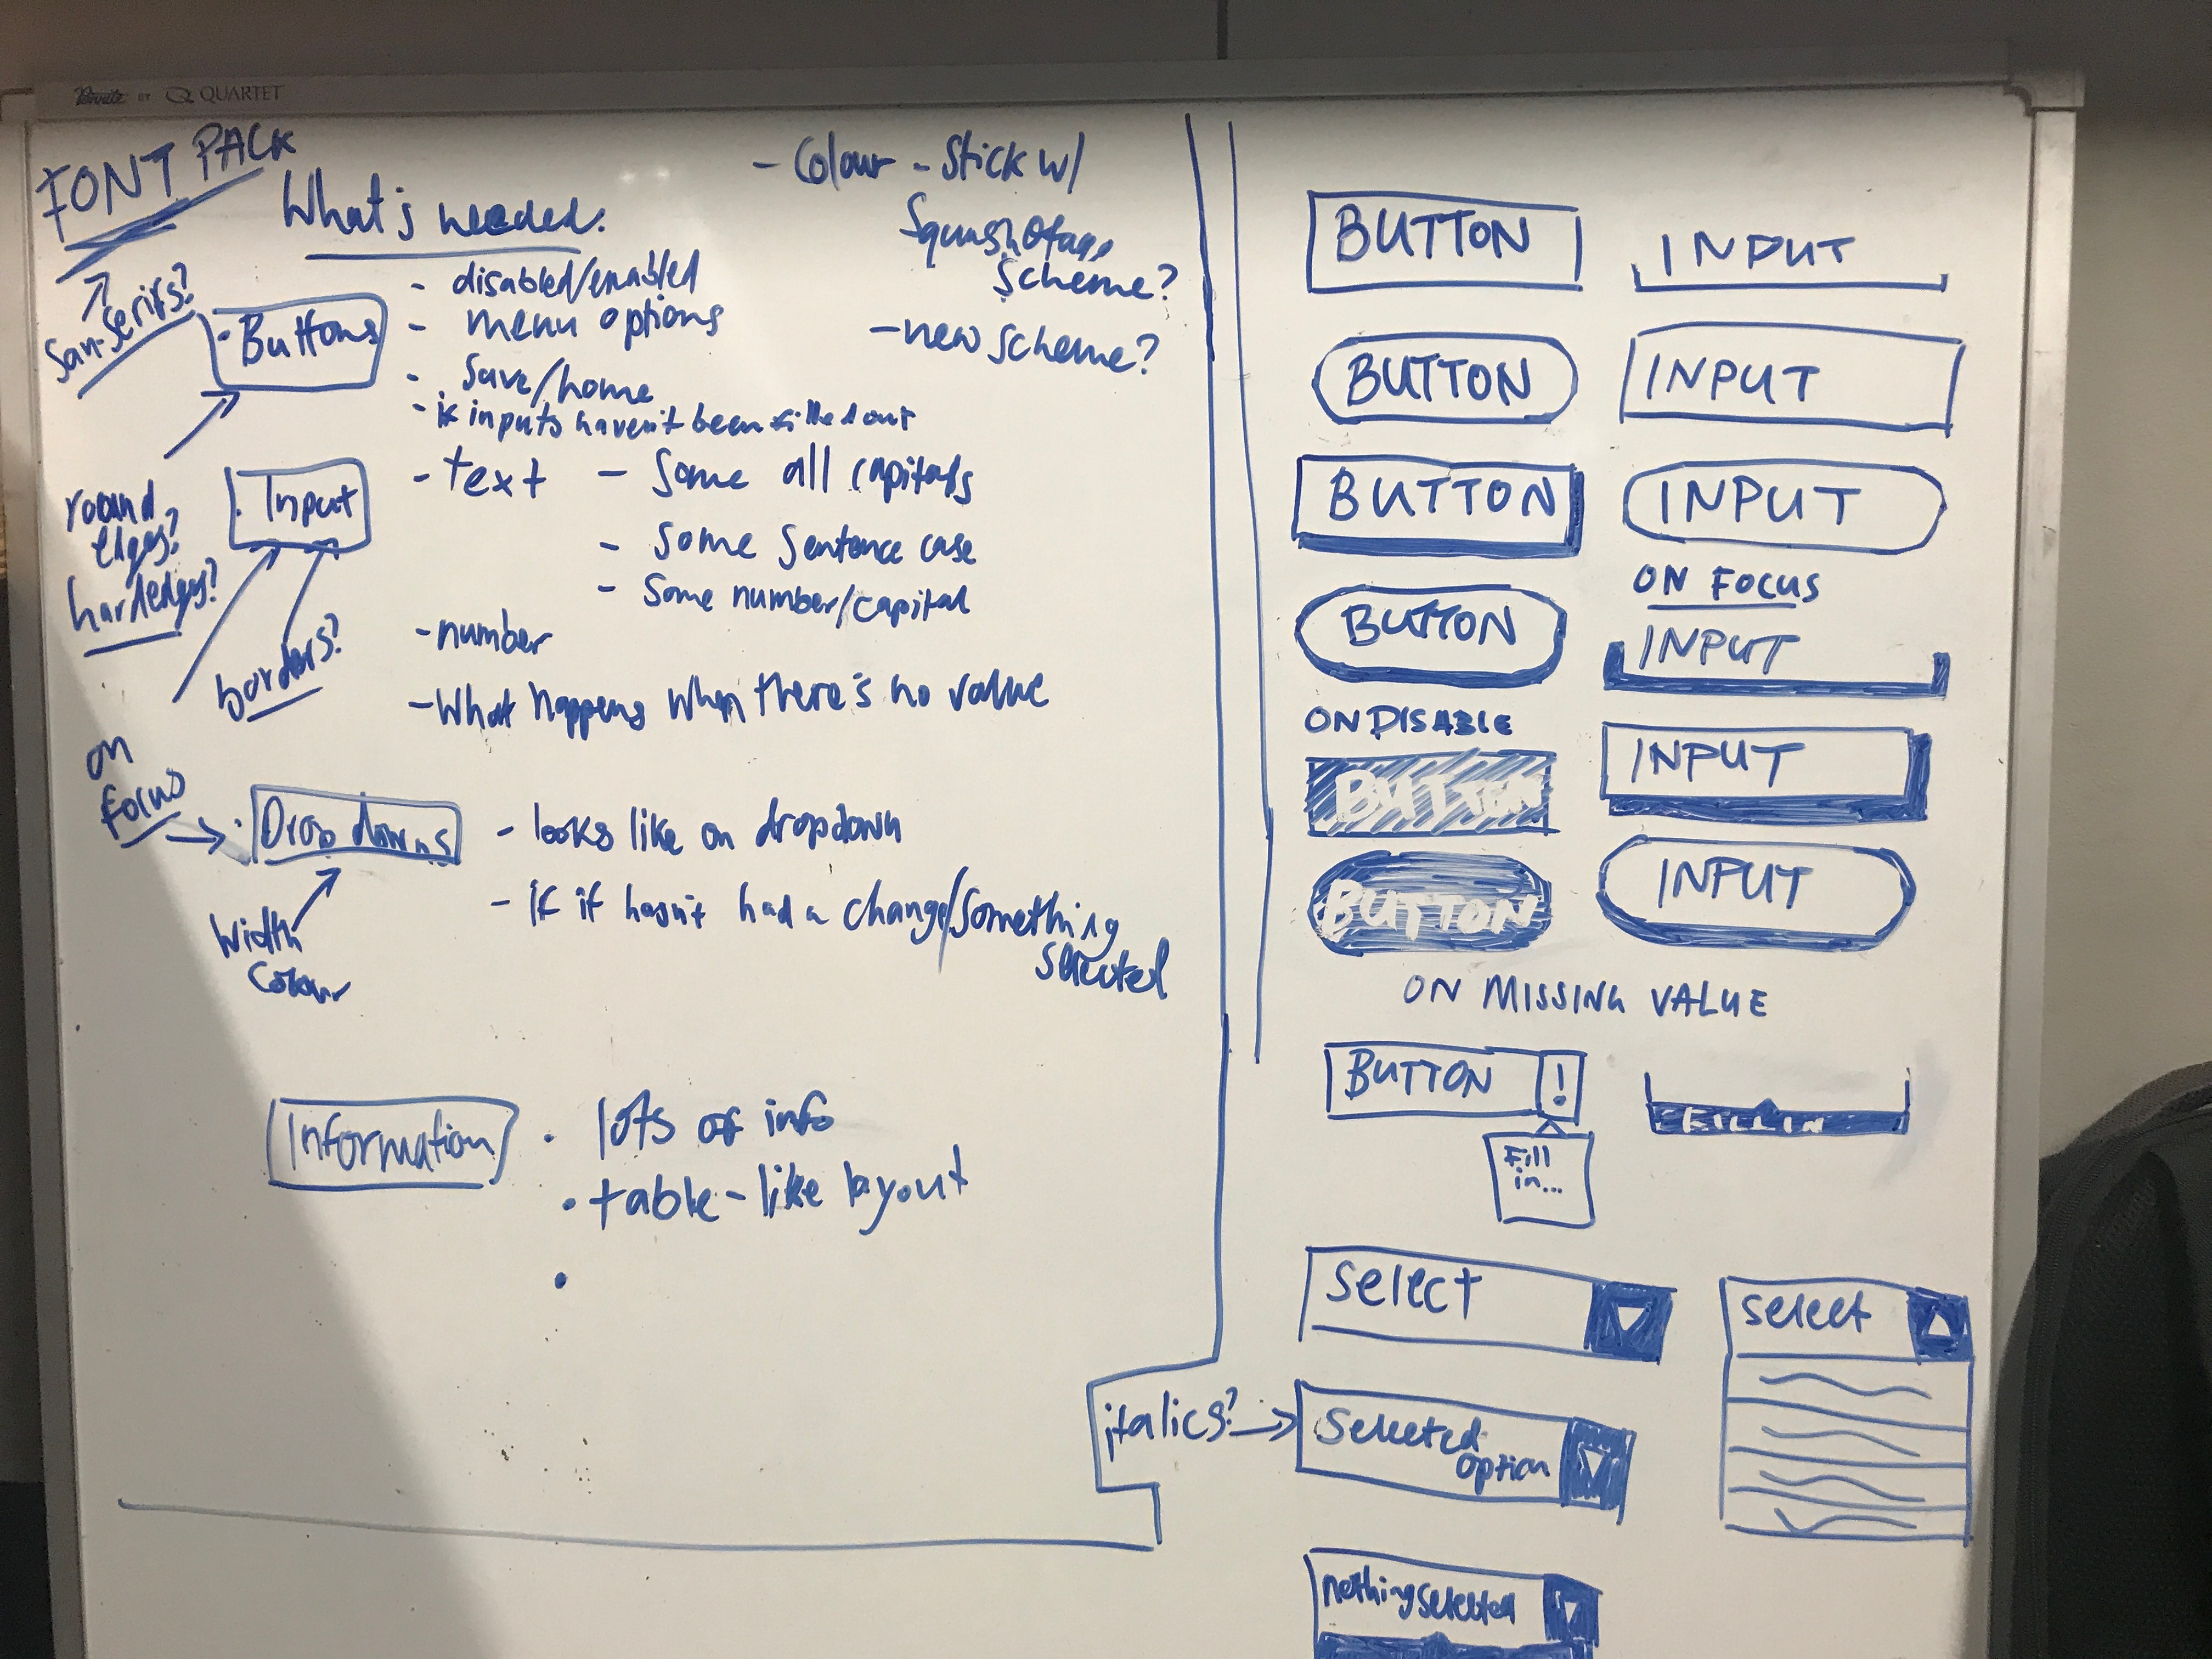 BY QUARTET
FONT PACK
What's needed:
- Colour - Stick w/
scheme?
- new scheme?
San-Serifs?
· Buttons
- disabled/enabled
- menu options
- Save/home
- if inputs haven't been filled out
round
edges?
hardedges?
· Input
borders?
- text - Some all capitals
- Some Sentence case
- Some number/capital
- number
- What happens when there's no value
on
focus
· Drop downs
Width
Colour
- looks like on dropdown
- if it hasn't had a change/something
selected
Information
· lots of info
· table-like layout
·
BUTTON
BUTTON
BUTTON
BUTTON
ON DISABLE
BUTTON
BUTTON
INPUT
INPUT
INPUT
ON FOCUS
INPUT
INPUT
INPUT
ON MISSING VALUE
BUTTON !
Fill
in...
FILL IN
Select
select
italics?
Selected
option
nothing selected